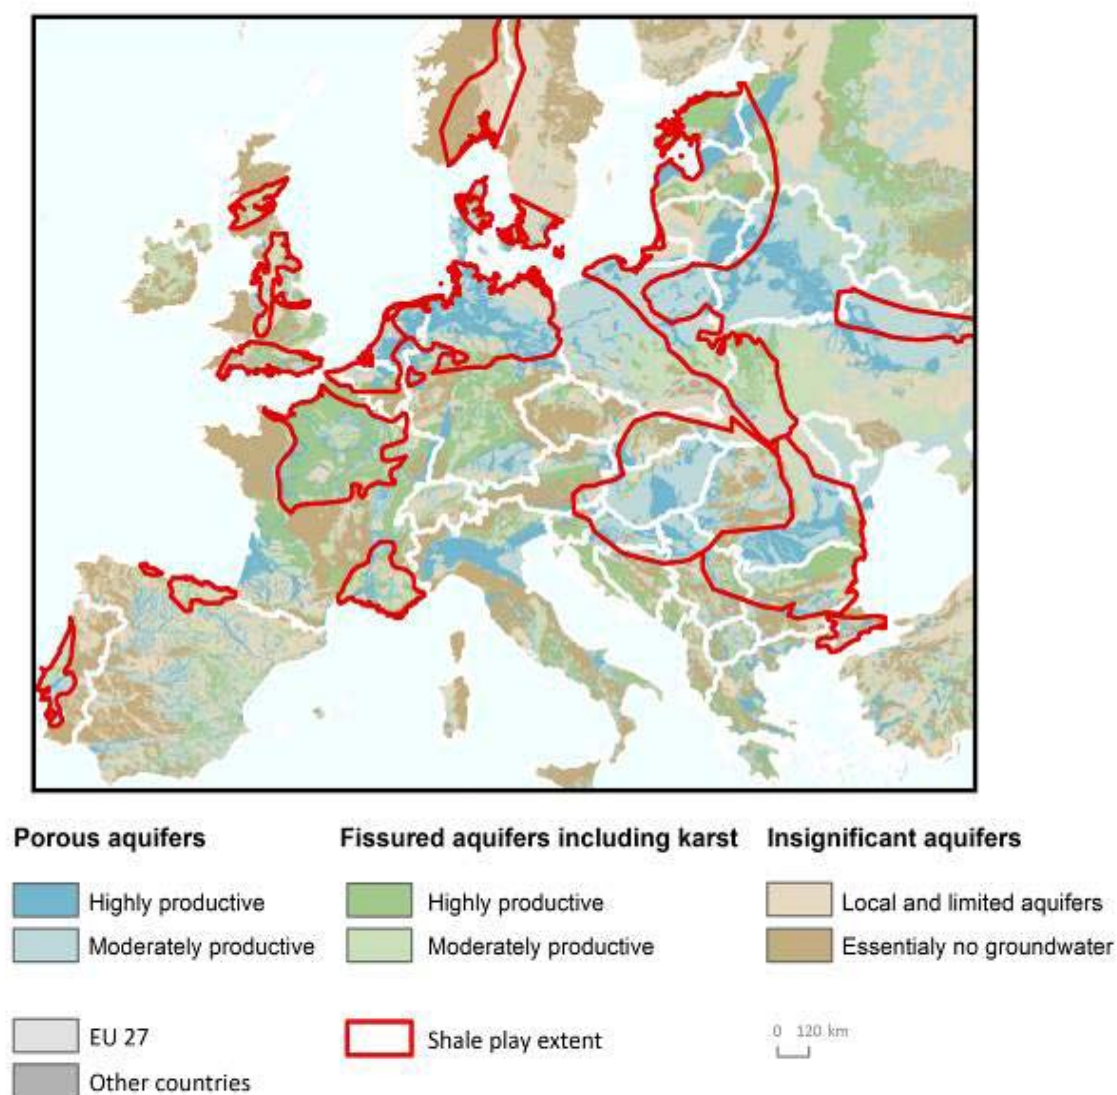 Porous aquifers
Highly productive
Moderately productive
EU 27
Other countries
Fissured aquifers including karst
Highly productive
Moderately productive
Shale play extent
Insignificant aquifers
Local and limited aquifers
Essentialy no groundwater
0 120 km